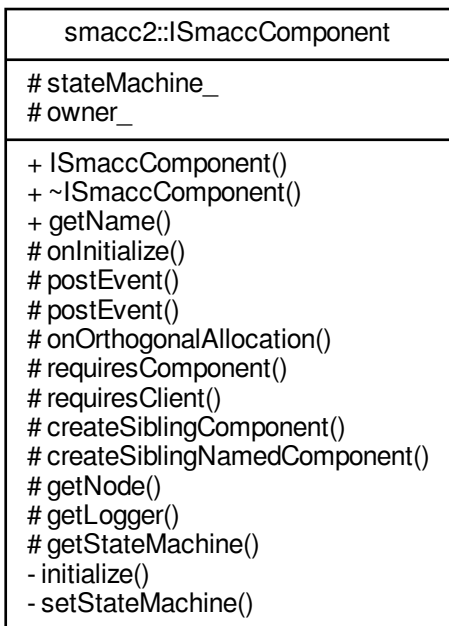 smacc2::ISmaccComponent
# stateMachine_
# owner_
+ ISmaccComponent()
+ ~ISmaccComponent()
+ getName()
# onInitialize()
# postEvent()
# postEvent()
# onOrthogonalAllocation()
# requiresComponent()
# requiresClient()
# createSiblingComponent()
# createSiblingNamedComponent()
# getNode()
# getLogger()
# getStateMachine()
- initialize()
- setStateMachine()